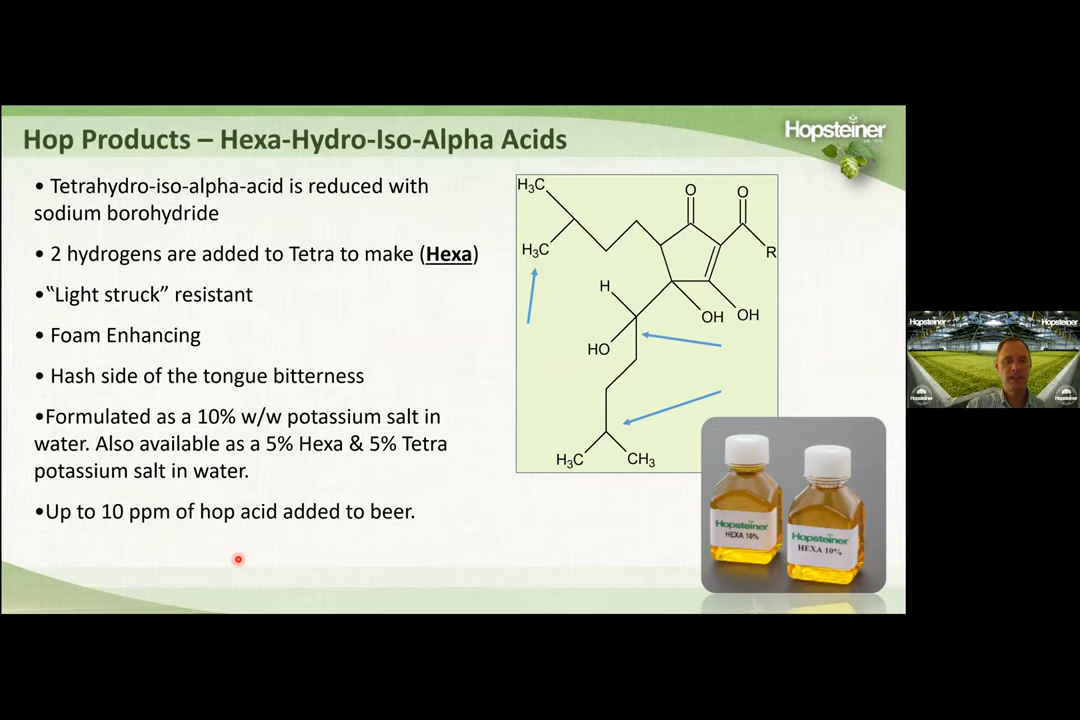 Hop Products – Hexa-Hydro-Iso-Alpha Acids
Hopsteiner
• Tetrahydro-iso-alpha-acid is reduced with
sodium borohydride
• 2 hydrogens are added to Tetra to make (Hexa)
•“Light struck” resistant
• Foam Enhancing
• Hash side of the tongue bitterness
•Formulated as a 10% w/w potassium salt in
water. Also available as a 5% Hexa & 5% Tetra
potassium salt in water.
•Up to 10 ppm of hop acid added to beer.
H₃C
O
O
H₃C
R
H
OH
OH
HO
H₃C
CH₃
Hopsteiner
HEXA 10%
Hopsteiner
HEXA 10%
Hopsteiner
Hopsteiner
Hopsteiner
Hopsteiner